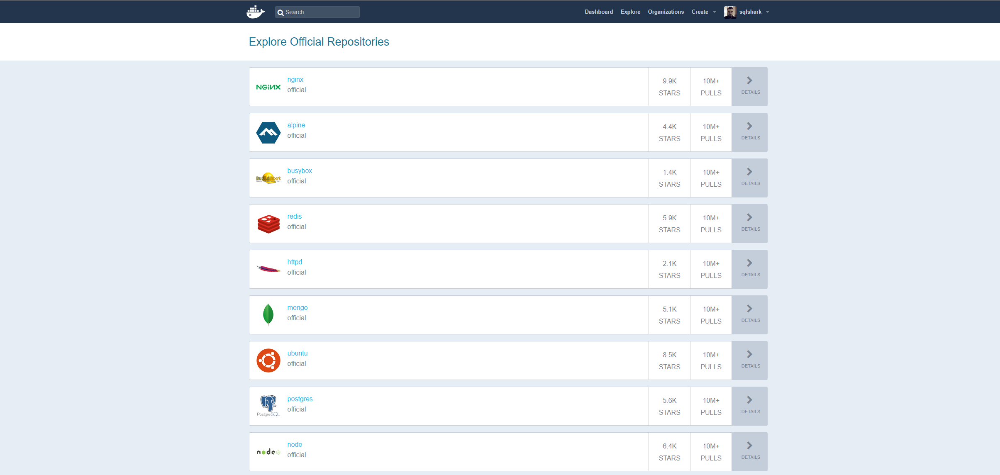 Search
Dashboard Explore Organizations Create sqlshark
Explore Official Repositories
NGINX
nginx
official
9.9K
STARS
10M+
PULLS
DETAILS
alpine
official
4.4K
STARS
10M+
PULLS
DETAILS
BuildRoot
busybox
official
1.4K
STARS
10M+
PULLS
DETAILS
redis
official
5.9K
STARS
10M+
PULLS
DETAILS
httpd
official
2.1K
STARS
10M+
PULLS
DETAILS
mongo
official
5.1K
STARS
10M+
PULLS
DETAILS
ubuntu
official
8.5K
STARS
10M+
PULLS
DETAILS
PostgreSQL
postgres
official
5.6K
STARS
10M+
PULLS
DETAILS
node
node
official
6.4K
STARS
10M+
PULLS
DETAILS